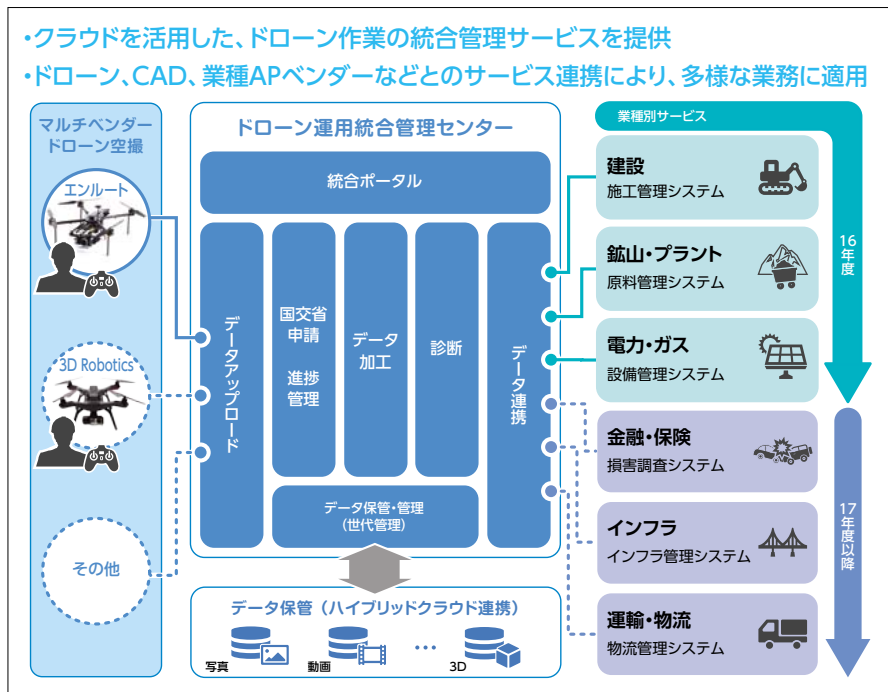 ・クラウドを活用した、ドローン作業の統合管理サービスを提供
・ドローン、CAD、業種APベンダーなどとのサービス連携により、多様な業務に適用
マルチベンダー
ドローン空撮
エンルート
3D Robotics
その他
ドローン運用統合管理センター
統合ポータル
データアップロード
国交省
申請
進捗
管理
データ
加工
診断
データ連携
データ保管・管理
(世代管理)
データ保管(ハイブリッドクラウド連携)
写真
動画
…
3D
業種別サービス
建設
施工管理システム
鉱山・プラント
原料管理システム
電力・ガス
設備管理システム
金融・保険
損害調査システム
インフラ
インフラ管理システム
運輸・物流
物流管理システム
16年度
17年度以降